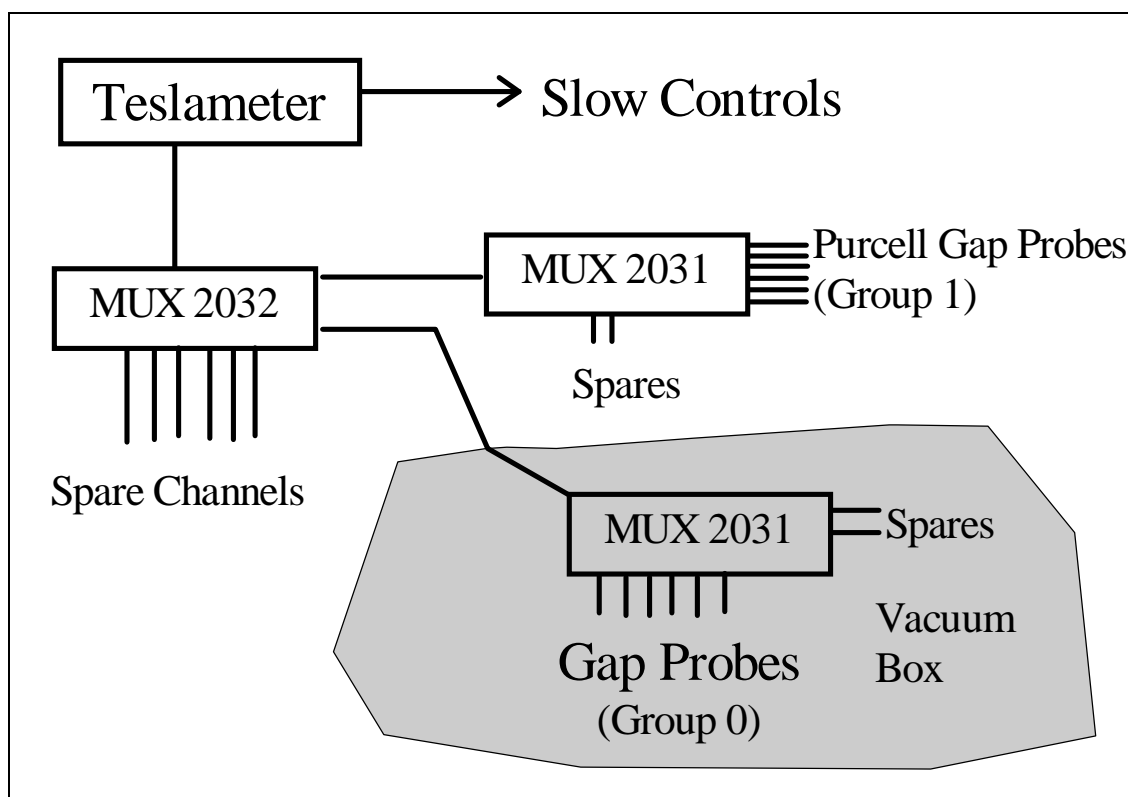 Teslameter
Slow Controls
MUX 2032
MUX 2031
Purcell Gap Probes
(Group 1)
Spares
Spare Channels
MUX 2031
Spares
Gap Probes
(Group 0)
Vacuum
Box